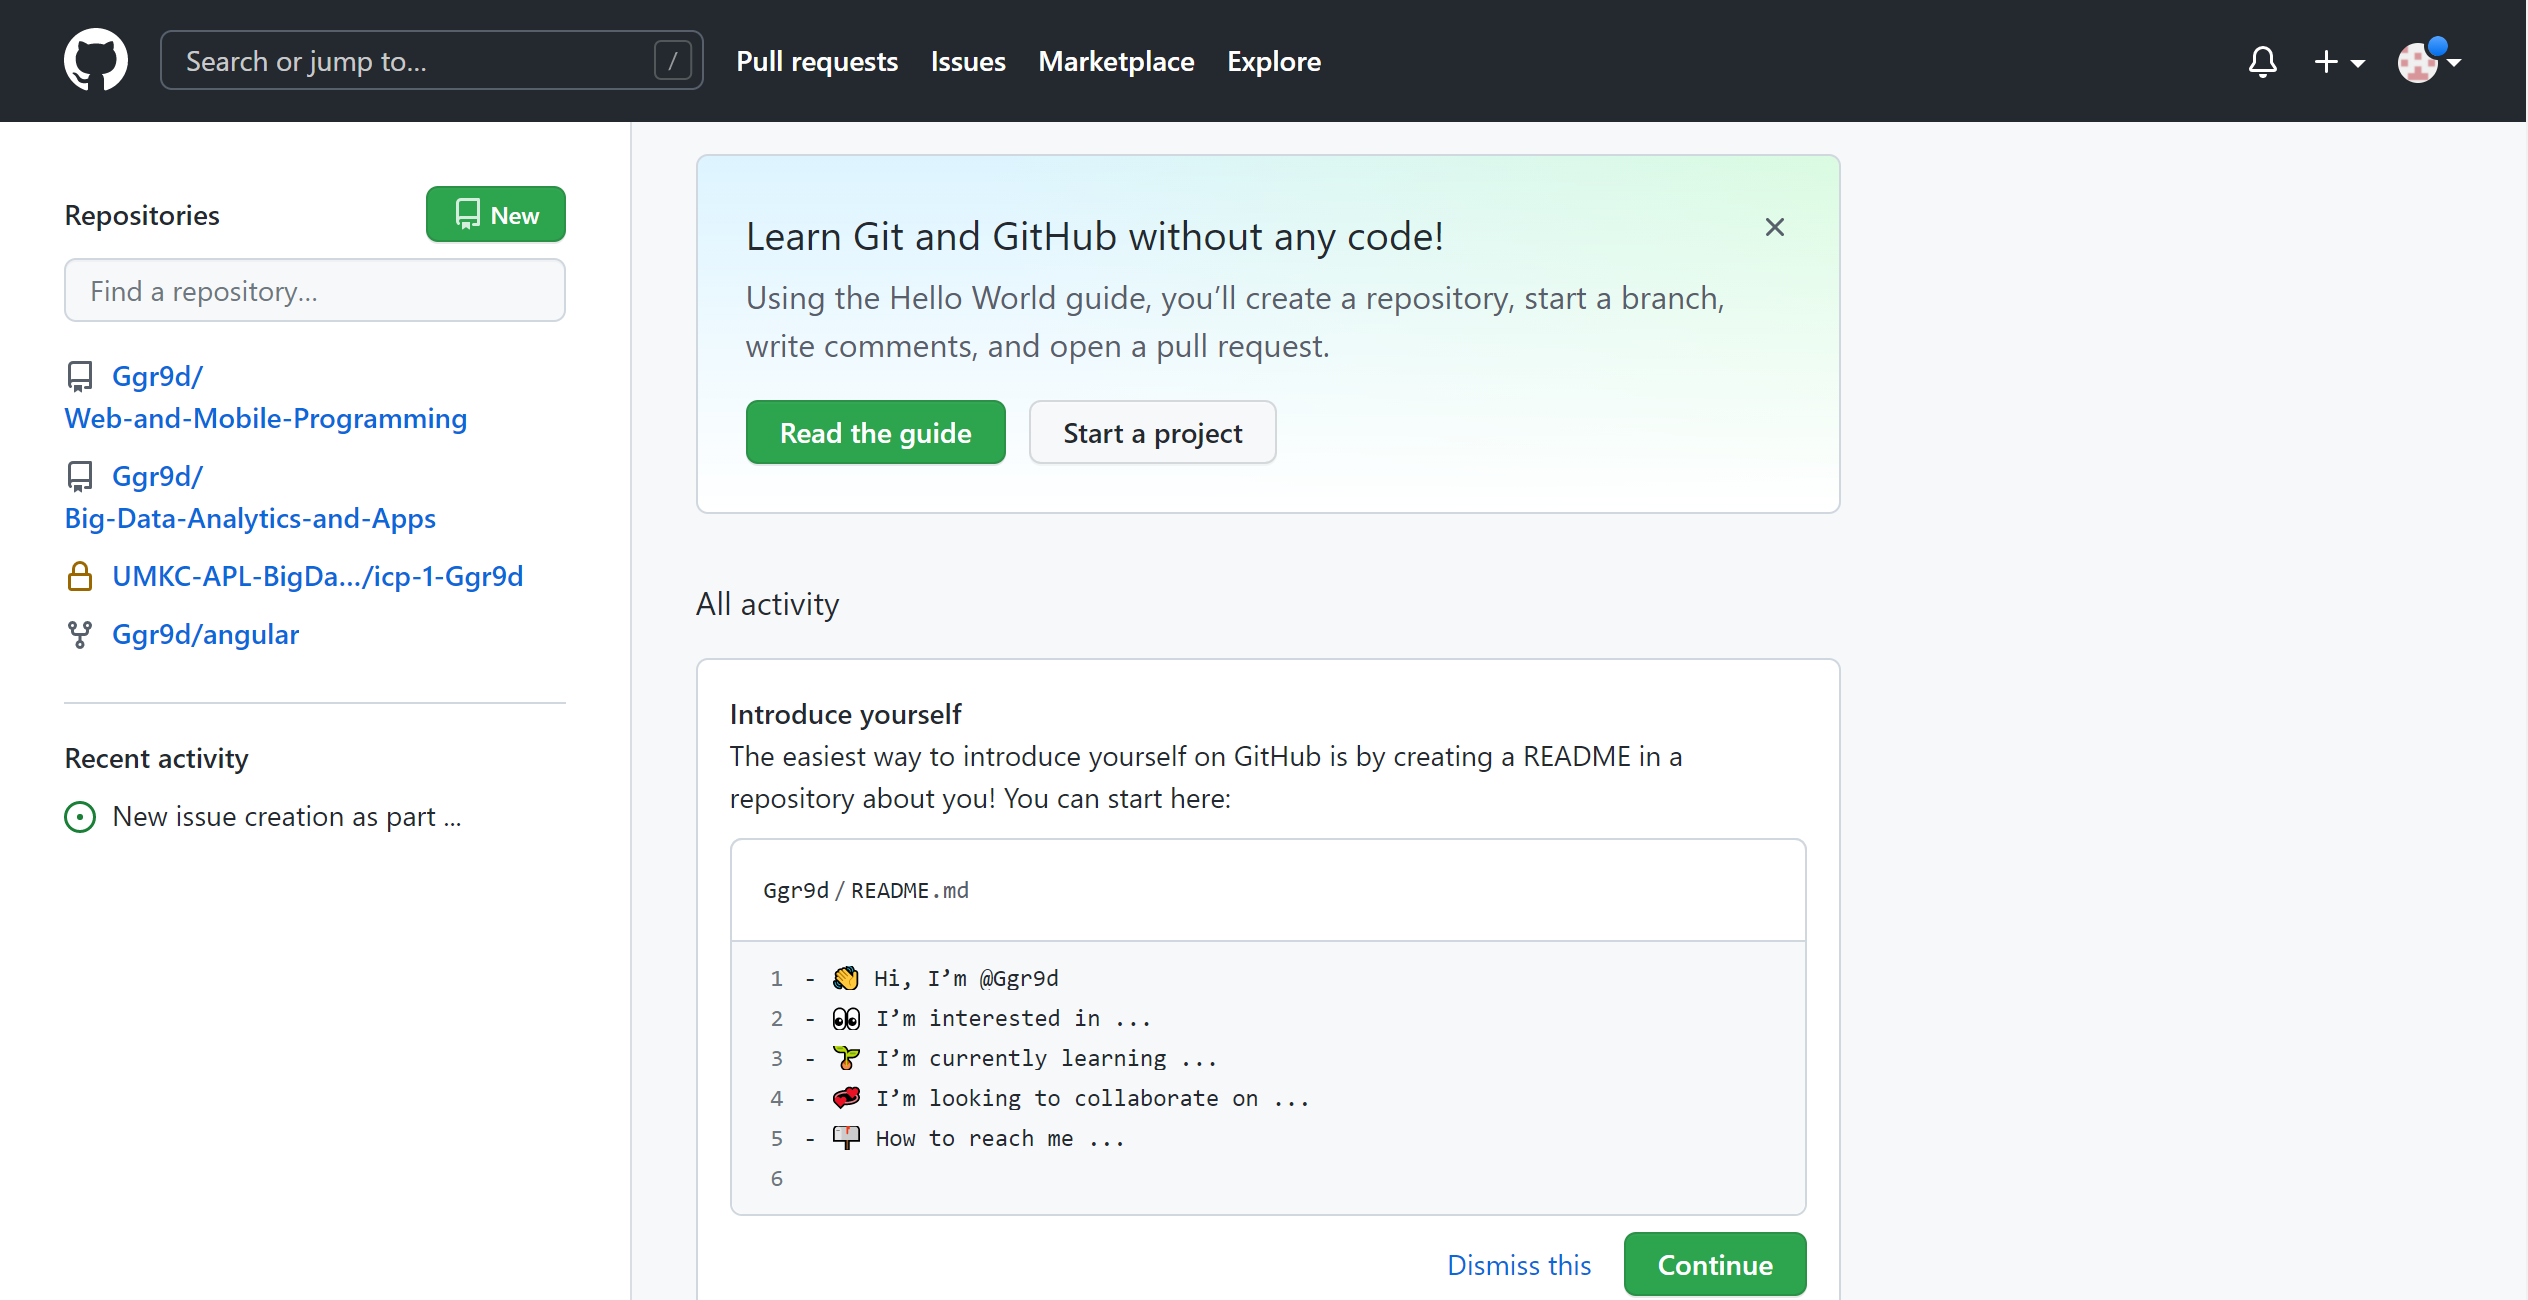 Search or jump to...
/
Pull requests
Issues
Marketplace
Explore
Repositories
New
Find a repository...
Ggr9d/
Web-and-Mobile-Programming
Ggr9d/
Big-Data-Analytics-and-Apps
UMKC-APL-BigDa.../icp-1-Ggr9d
Ggr9d/angular
Recent activity
New issue creation as part ...
Learn Git and GitHub without any code!
Using the Hello World guide, you’ll create a repository, start a branch,
write comments, and open a pull request.
Read the guide
Start a project
All activity
Introduce yourself
The easiest way to introduce yourself on GitHub is by creating a README in a
repository about you! You can start here:
Ggr9d/README.md
1 - 👋 Hi, I’m @Ggr9d
2 - 👀 I’m interested in ...
3 - 🌱 I’m currently learning ...
4 - 💞️ I’m looking to collaborate on ...
5 - 📫 How to reach me ...
6
Dismiss this
Continue